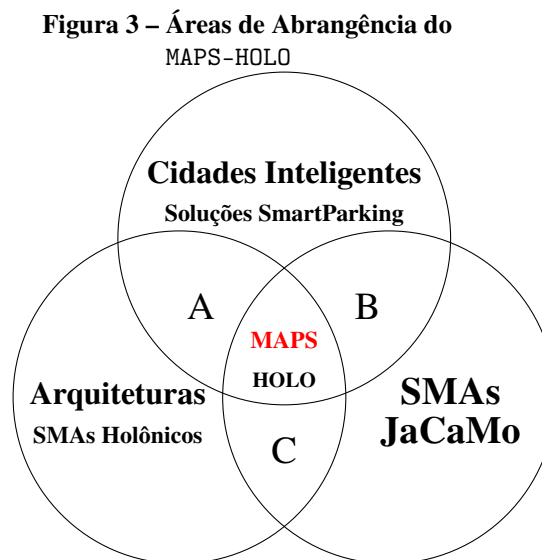 Figura 3 – Áreas de Abrangência do
MAPS-HOLO
Cidades Inteligentes
Soluções SmartParking
A
B
MAPS
HOLO
Arquiteturas
SMAs Holônicos
SMAs
JaCaMo
C